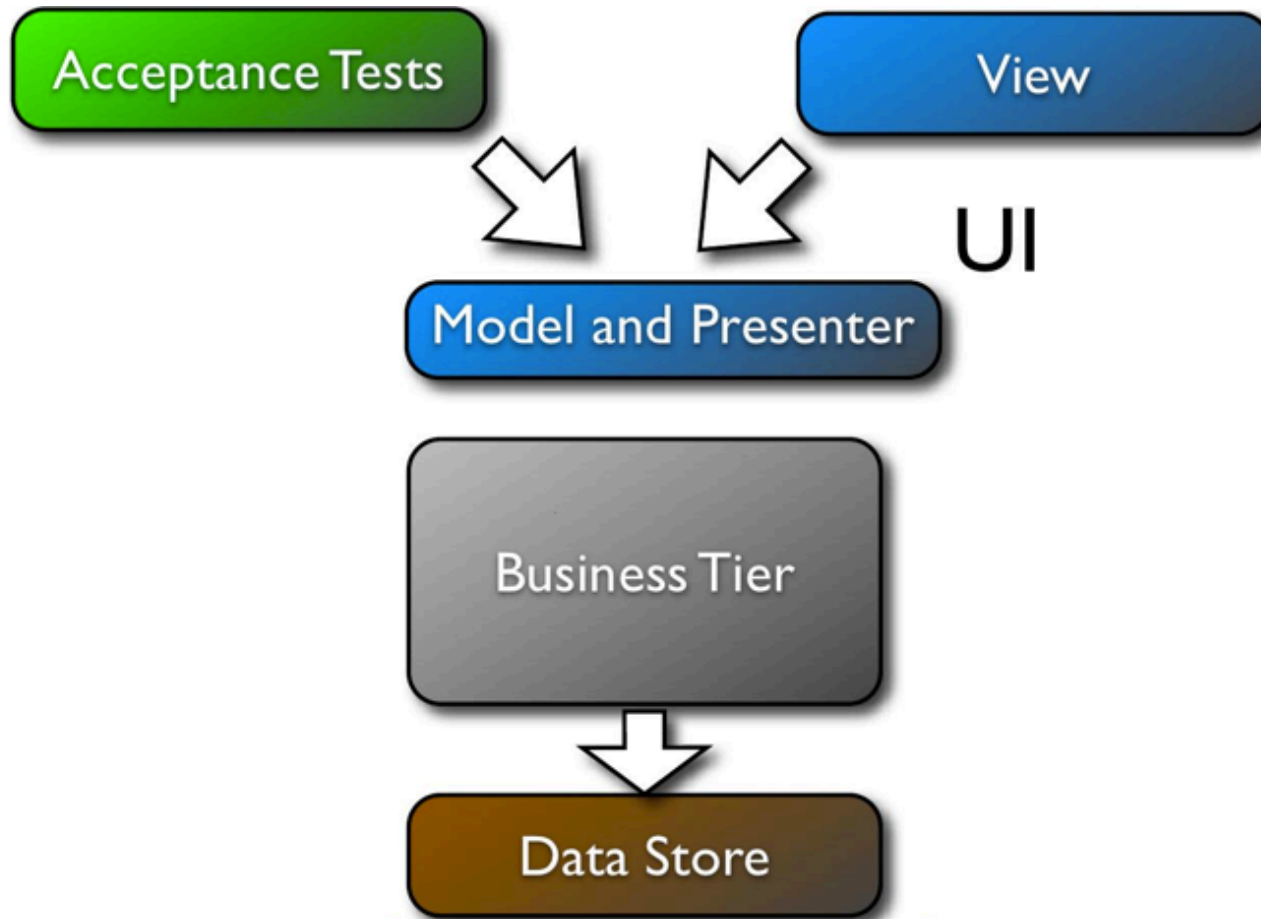 Acceptance Tests
View
UI
Model and Presenter
Business Tier
Data Store